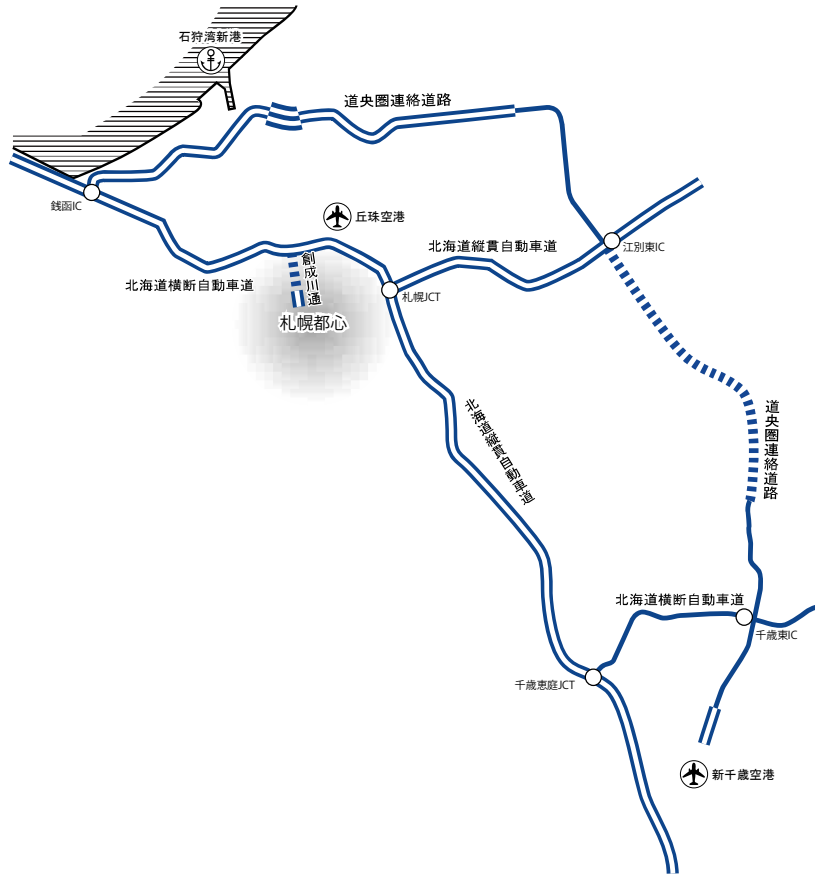 石狩湾新港
道央圏連絡道路
銭函IC
丘珠空港
北海道縦貫自動車道
江別東IC
創成川通
北海道横断自動車道
札幌JCT
札幌都心
北海道縦貫自動車道
道央圏連絡道路
北海道横断自動車道
千歳東IC
千歳恵庭JCT
新千歳空港